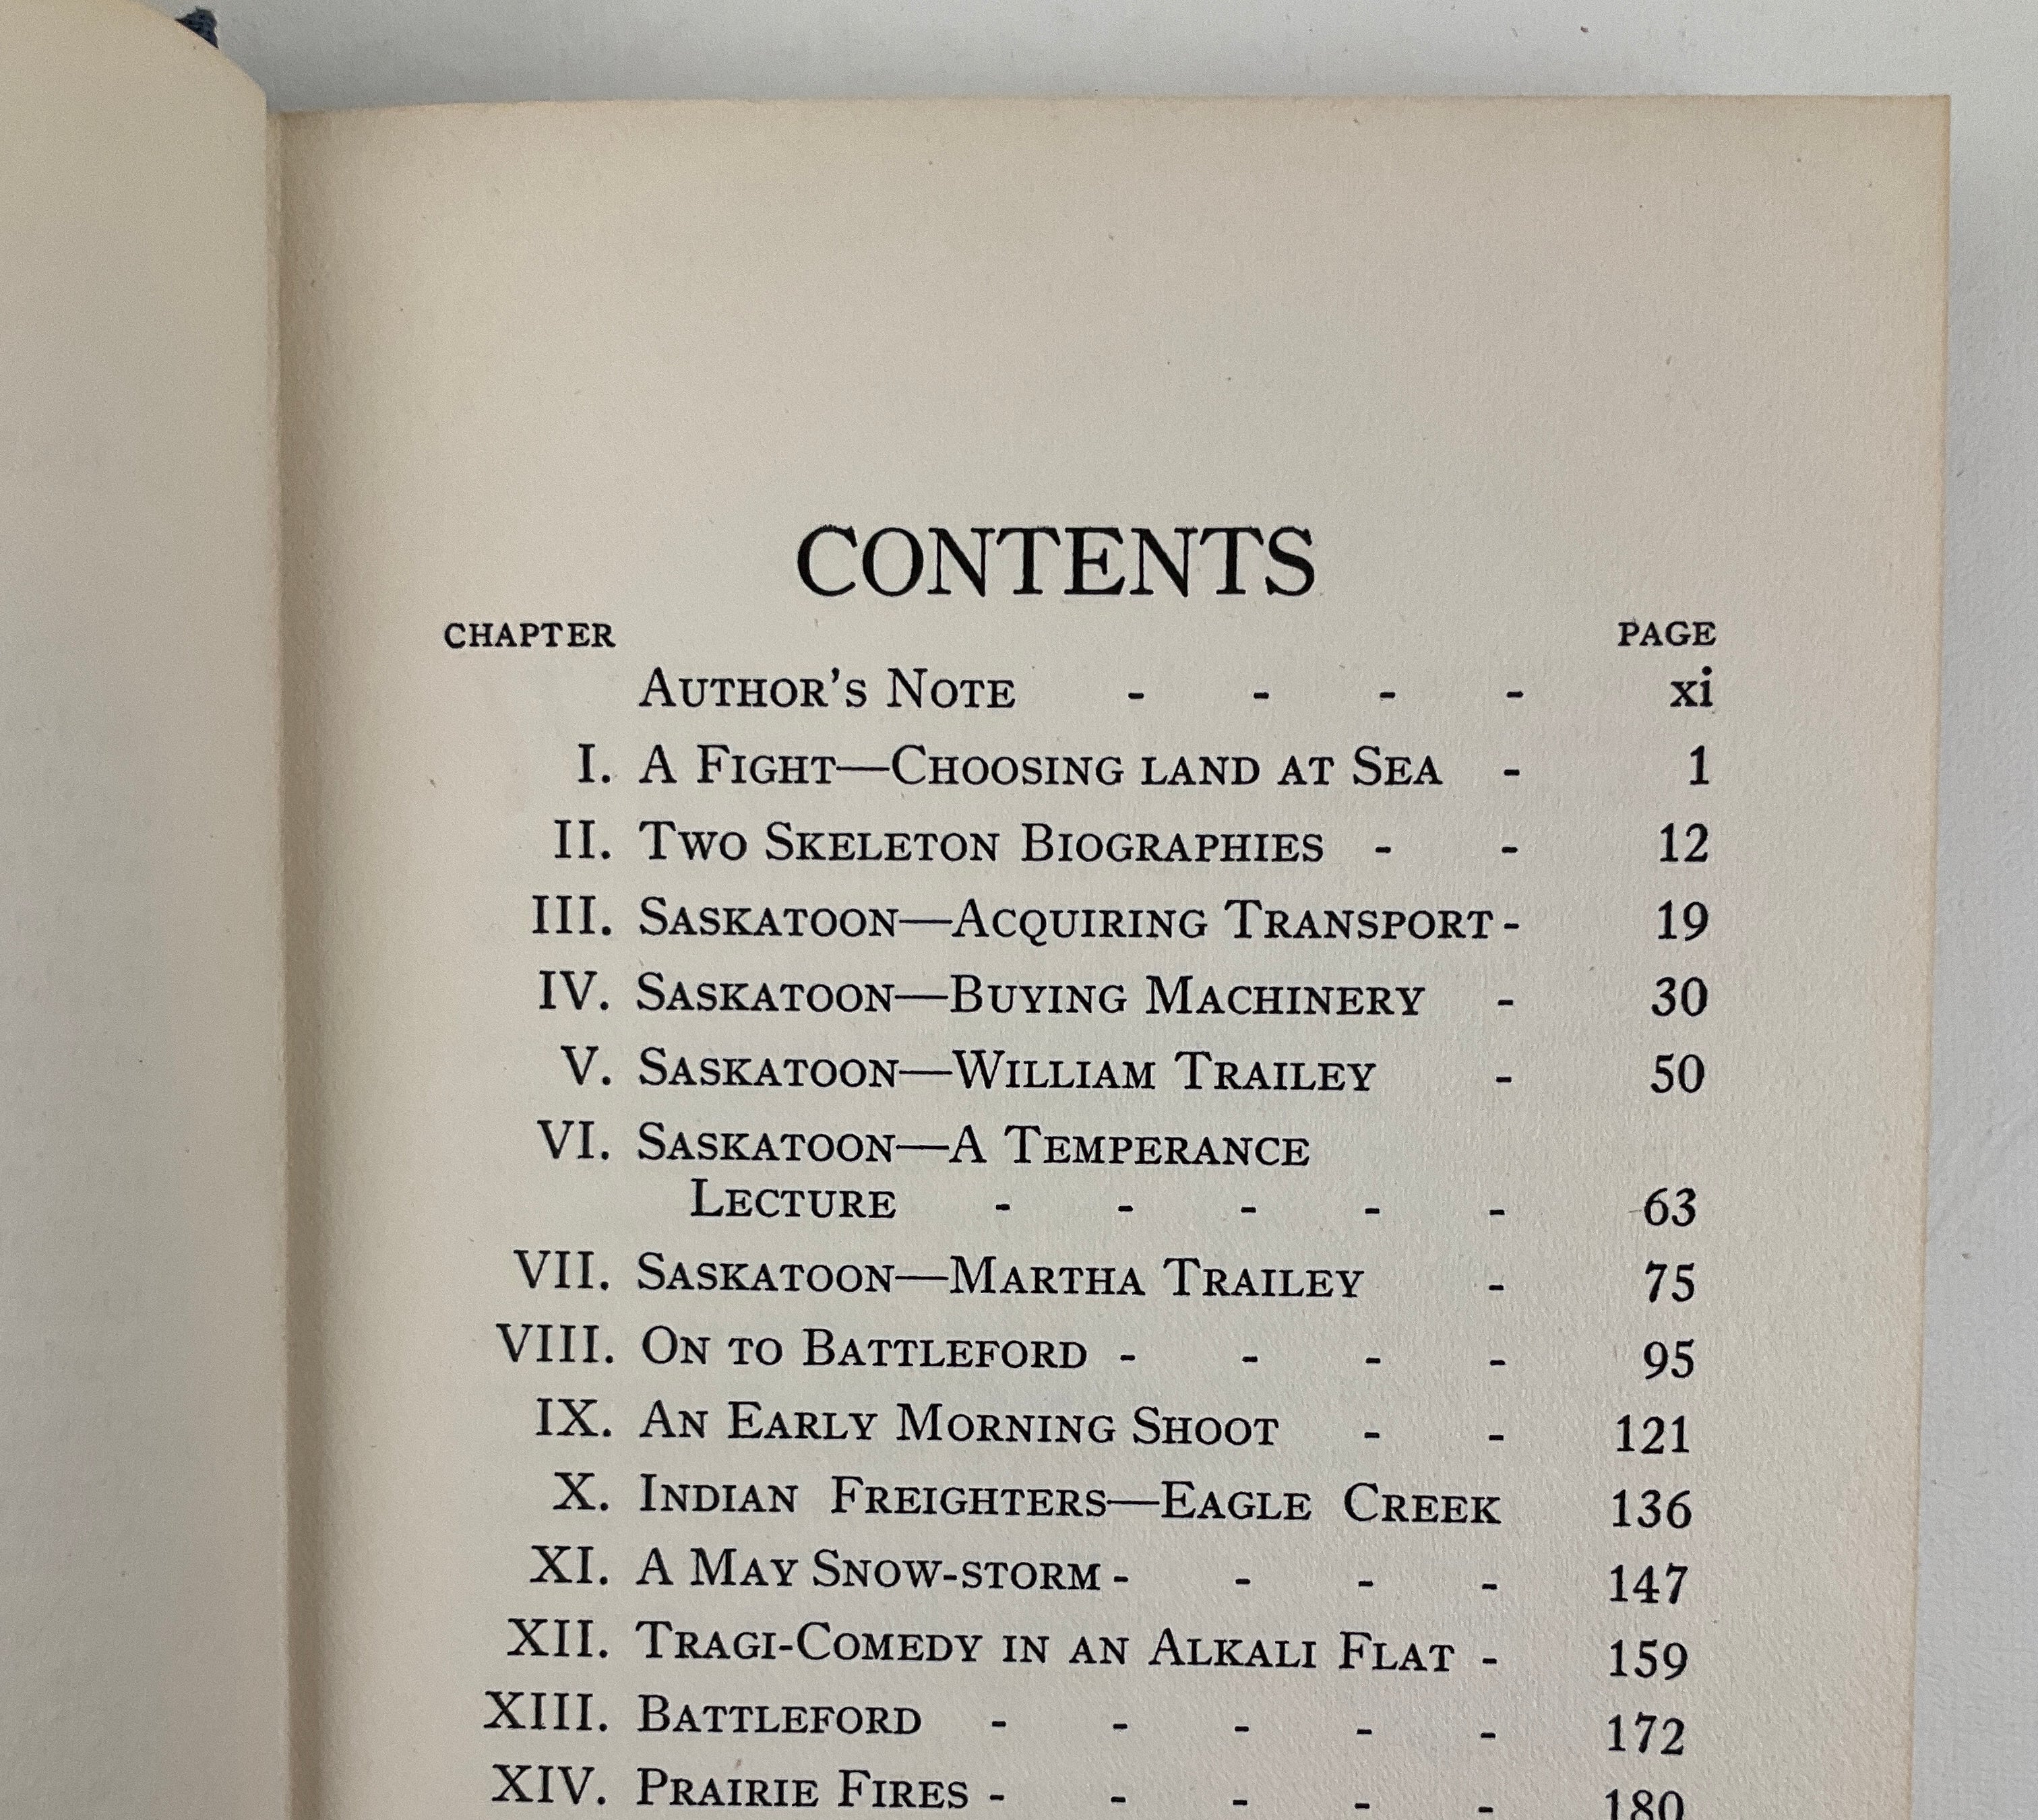 CONTENTS
CHAPTER PAGE
AUTHOR'S NOTE - - - - xi
I. A FIGHT—CHOOSING LAND AT SEA - 1
II. TWO SKELETON BIOGRAPHIES - - 12
III. SASKATOON—ACQUIRING TRANSPORT - 19
IV. SASKATOON—BUYING MACHINERY - 30
V. SASKATOON—WILLIAM TRAILEY - 50
VI. SASKATOON—A TEMPERANCE
LECTURE - - - - - 63
VII. SASKATOON—MARTHA TRAILEY - 75
VIII. ON TO BATTLEFORD - - - - 95
IX. AN EARLY MORNING SHOOT - - 121
X. INDIAN FREIGHTERS—EAGLE CREEK 136
XI. A MAY SNOW-STORM - - - - 147
XII. TRAGI-COMEDY IN AN ALKALI FLAT - 159
XIII. BATTLEFORD - - - - - 172
XIV. PRAIRIE FIRES - - - - - 180